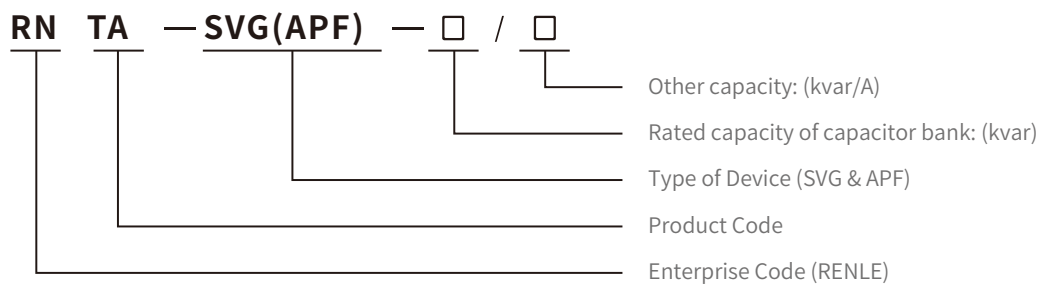 RN TA —SVG(APF) —□ / □
Other capacity: (kvar/A)
Rated capacity of capacitor bank: (kvar)
Type of Device (SVG & APF)
Product Code
Enterprise Code (RENLE)